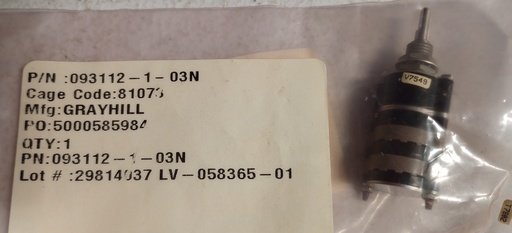 P/N :093112-1-03N
Cage Code:81073
Mfg:GRAYHILL
PO:5000585984
QTY:1
PN:093112-1-03N
Lot # :29814037 LV-058365-01
V7549